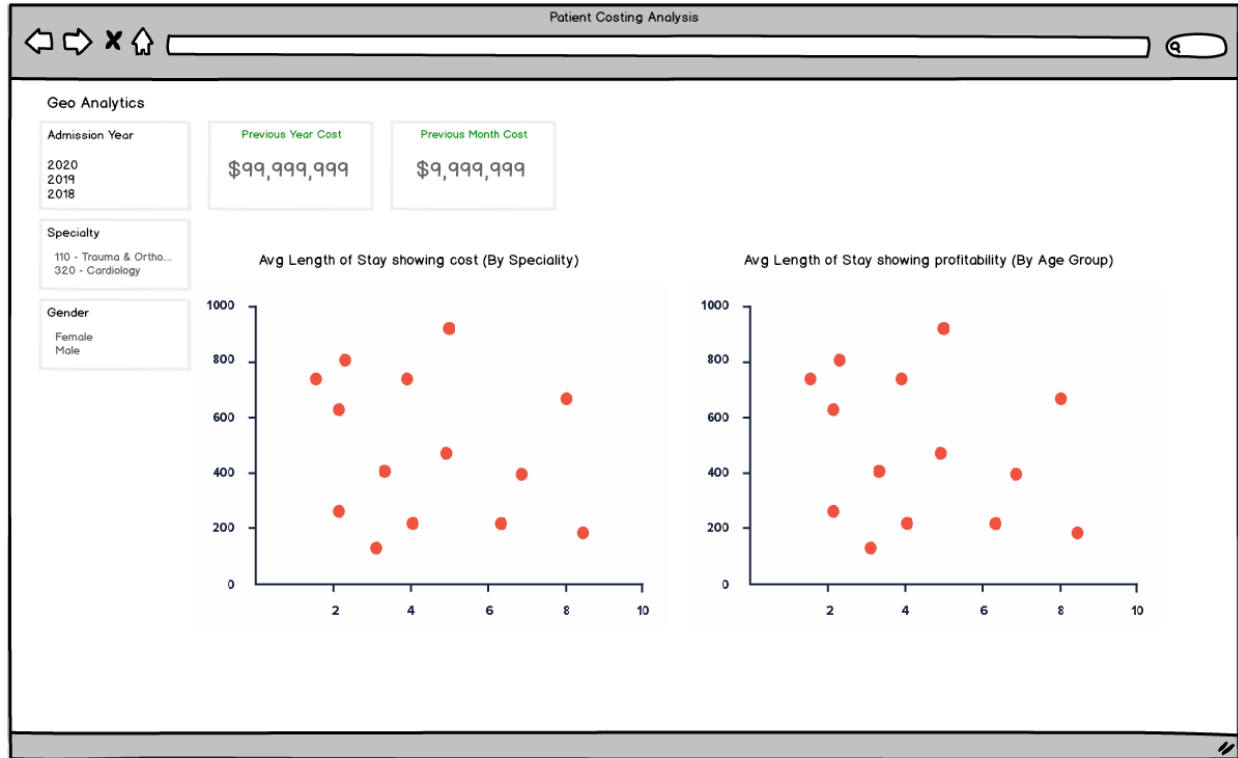 Patient Costing Analysis
Geo Analytics
Admission Year
2020
2019
2018
Previous Year Cost
$99,999,999
Previous Month Cost
$9,999,999
Specialty
110 - Trauma & Ortho...
320 - Cardiology
Gender
Female
Male
Avg Length of Stay showing cost (By Speciality)
1000
800
600
400
200
0
2 4 6 8 10
Avg Length of Stay showing profitability (By Age Group)
1000
800
600
400
200
0
2 4 6 8 10